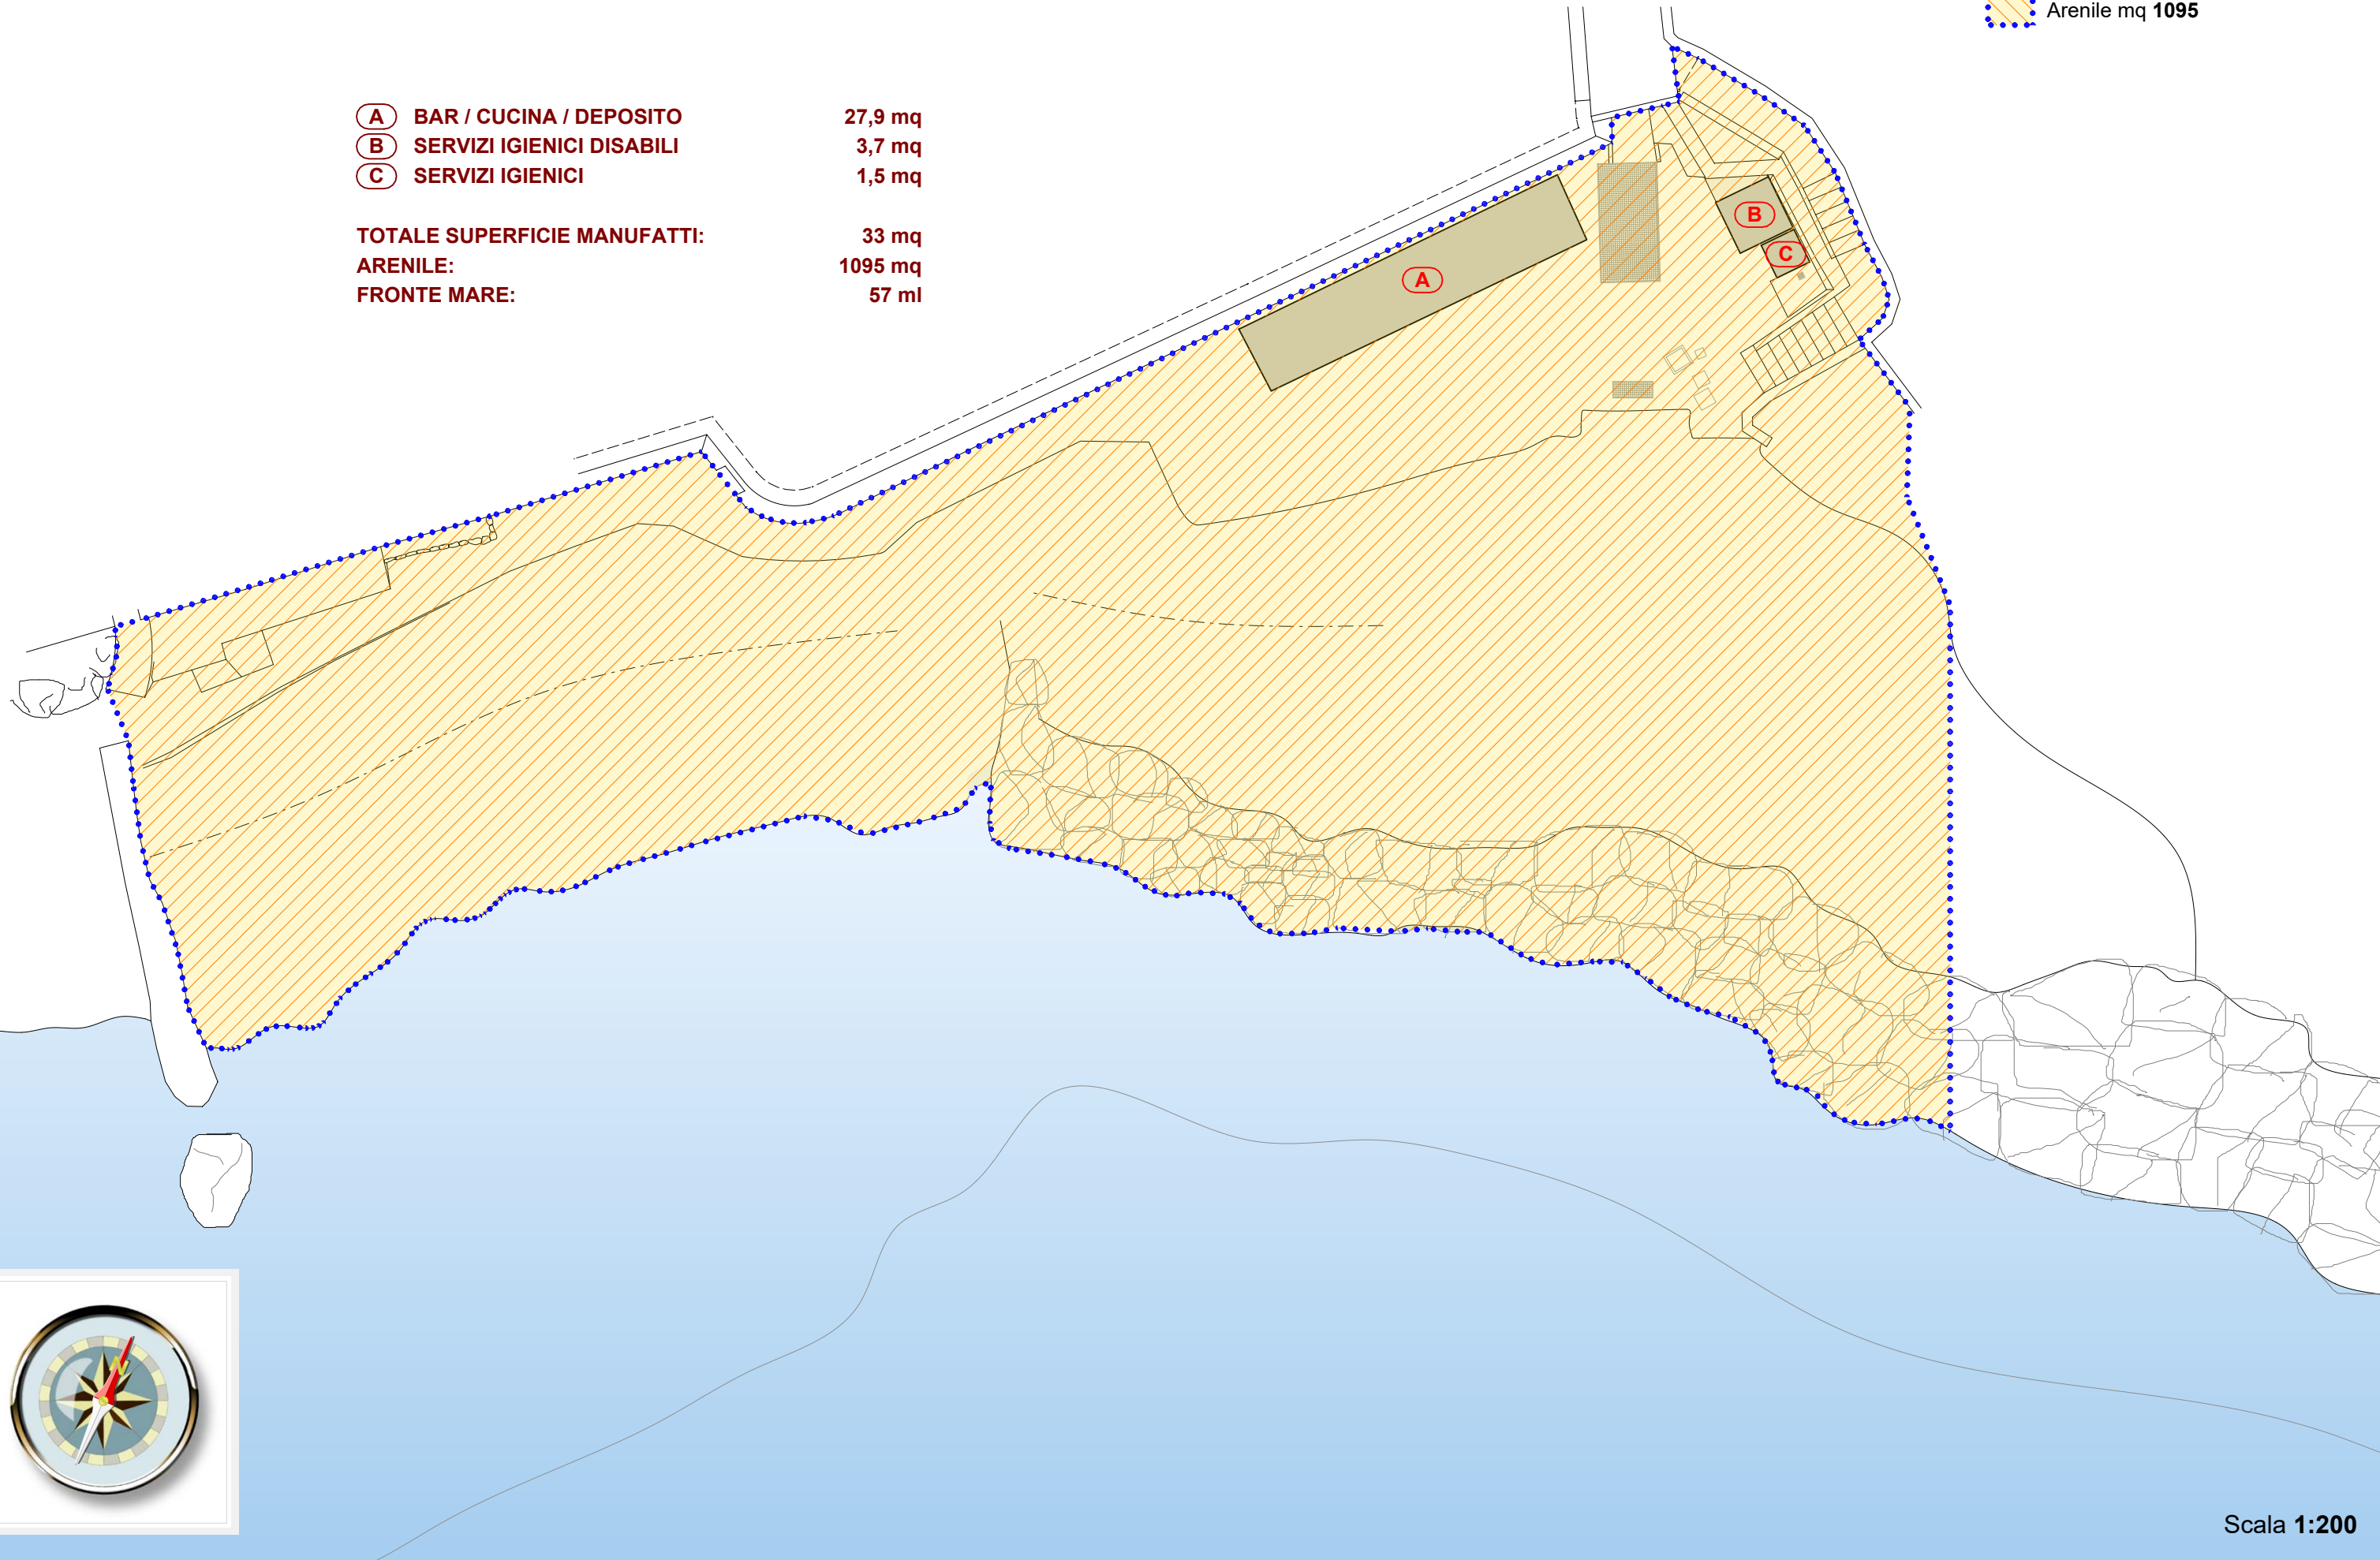 Arenile mq 1095
A BAR / CUCINA / DEPOSITO 27,9 mq
B SERVIZI IGIENICI DISABILI 3,7 mq
C SERVIZI IGIENICI 1,5 mq
TOTALE SUPERFICIE MANUFATTI: 33 mq
ARENILE: 1095 mq
FRONTE MARE: 57 ml
B
C
A
N
Scala 1:200